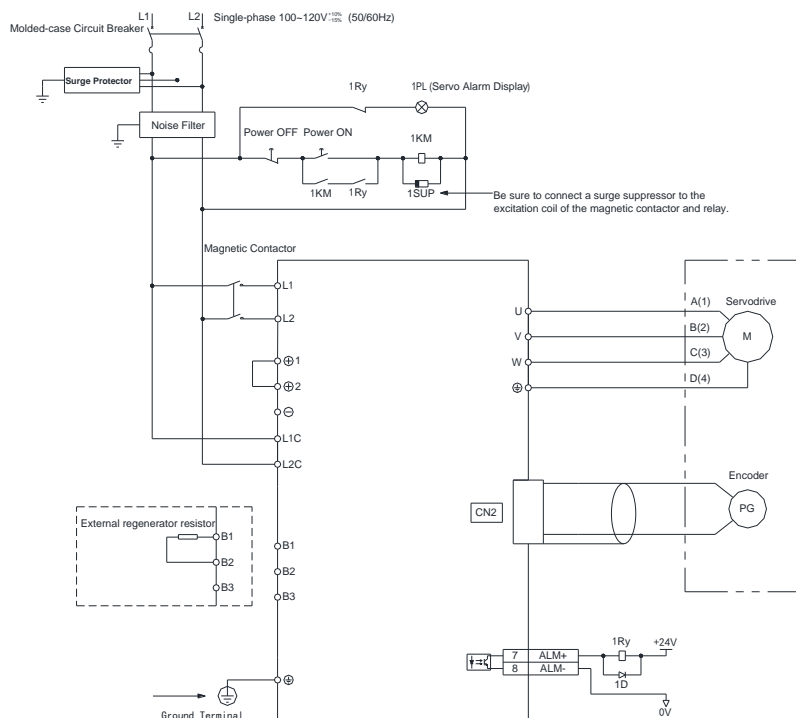 L1 L2 Single-phase 100~120V +10% -15% (50/60Hz)
Molded-case Circuit Breaker
Surge Protector
1Ry 1PL (Servo Alarm Display)
Noise Filter
Power OFF Power ON 1KM
1KM 1Ry 1SUP
Be sure to connect a surge suppressor to the
excitation coil of the magnetic contactor and relay.
Magnetic Contactor
L1
L2
1
2
L1C
L2C
U A(1) Servodrive
V B(2) M
W C(3)
D(4)
Encoder
CN2 PG
External regenerator resistor
B1
B2
B3
B1
B2
B3
7 ALM+ 1Ry +24V
8 ALM- 1D
0V
Ground Terminal